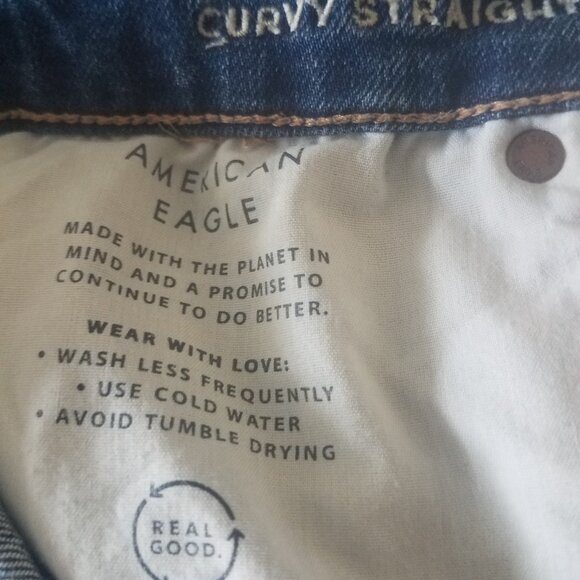 CURVY STRAIGHT
AMERICAN
EAGLE
MADE WITH THE PLANET IN
MIND AND A PROMISE TO
CONTINUE TO DO BETTER.
WEAR WITH LOVE:
• WASH LESS FREQUENTLY
• USE COLD WATER
• AVOID TUMBLE DRYING
REAL
GOOD.